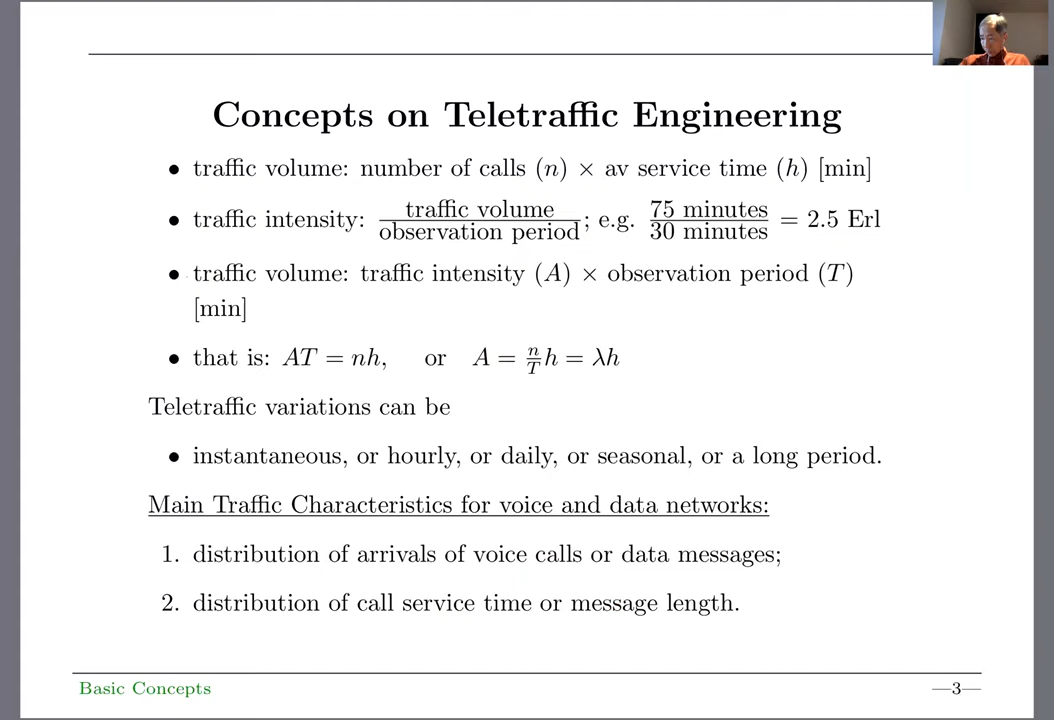 Concepts on Teletraffic Engineering
• traffic volume: number of calls (n) × av service time (h) [min]
• traffic intensity: traffic volume / observation period; e.g. 75 minutes / 30 minutes = 2.5 Erl
• traffic volume: traffic intensity (A) × observation period (T)
[min]
• that is: AT = nh, or A = n/T h = λh
Teletraffic variations can be
• instantaneous, or hourly, or daily, or seasonal, or a long period.
Main Traffic Characteristics for voice and data networks:
1. distribution of arrivals of voice calls or data messages;
2. distribution of call service time or message length.
Basic Concepts
—3—